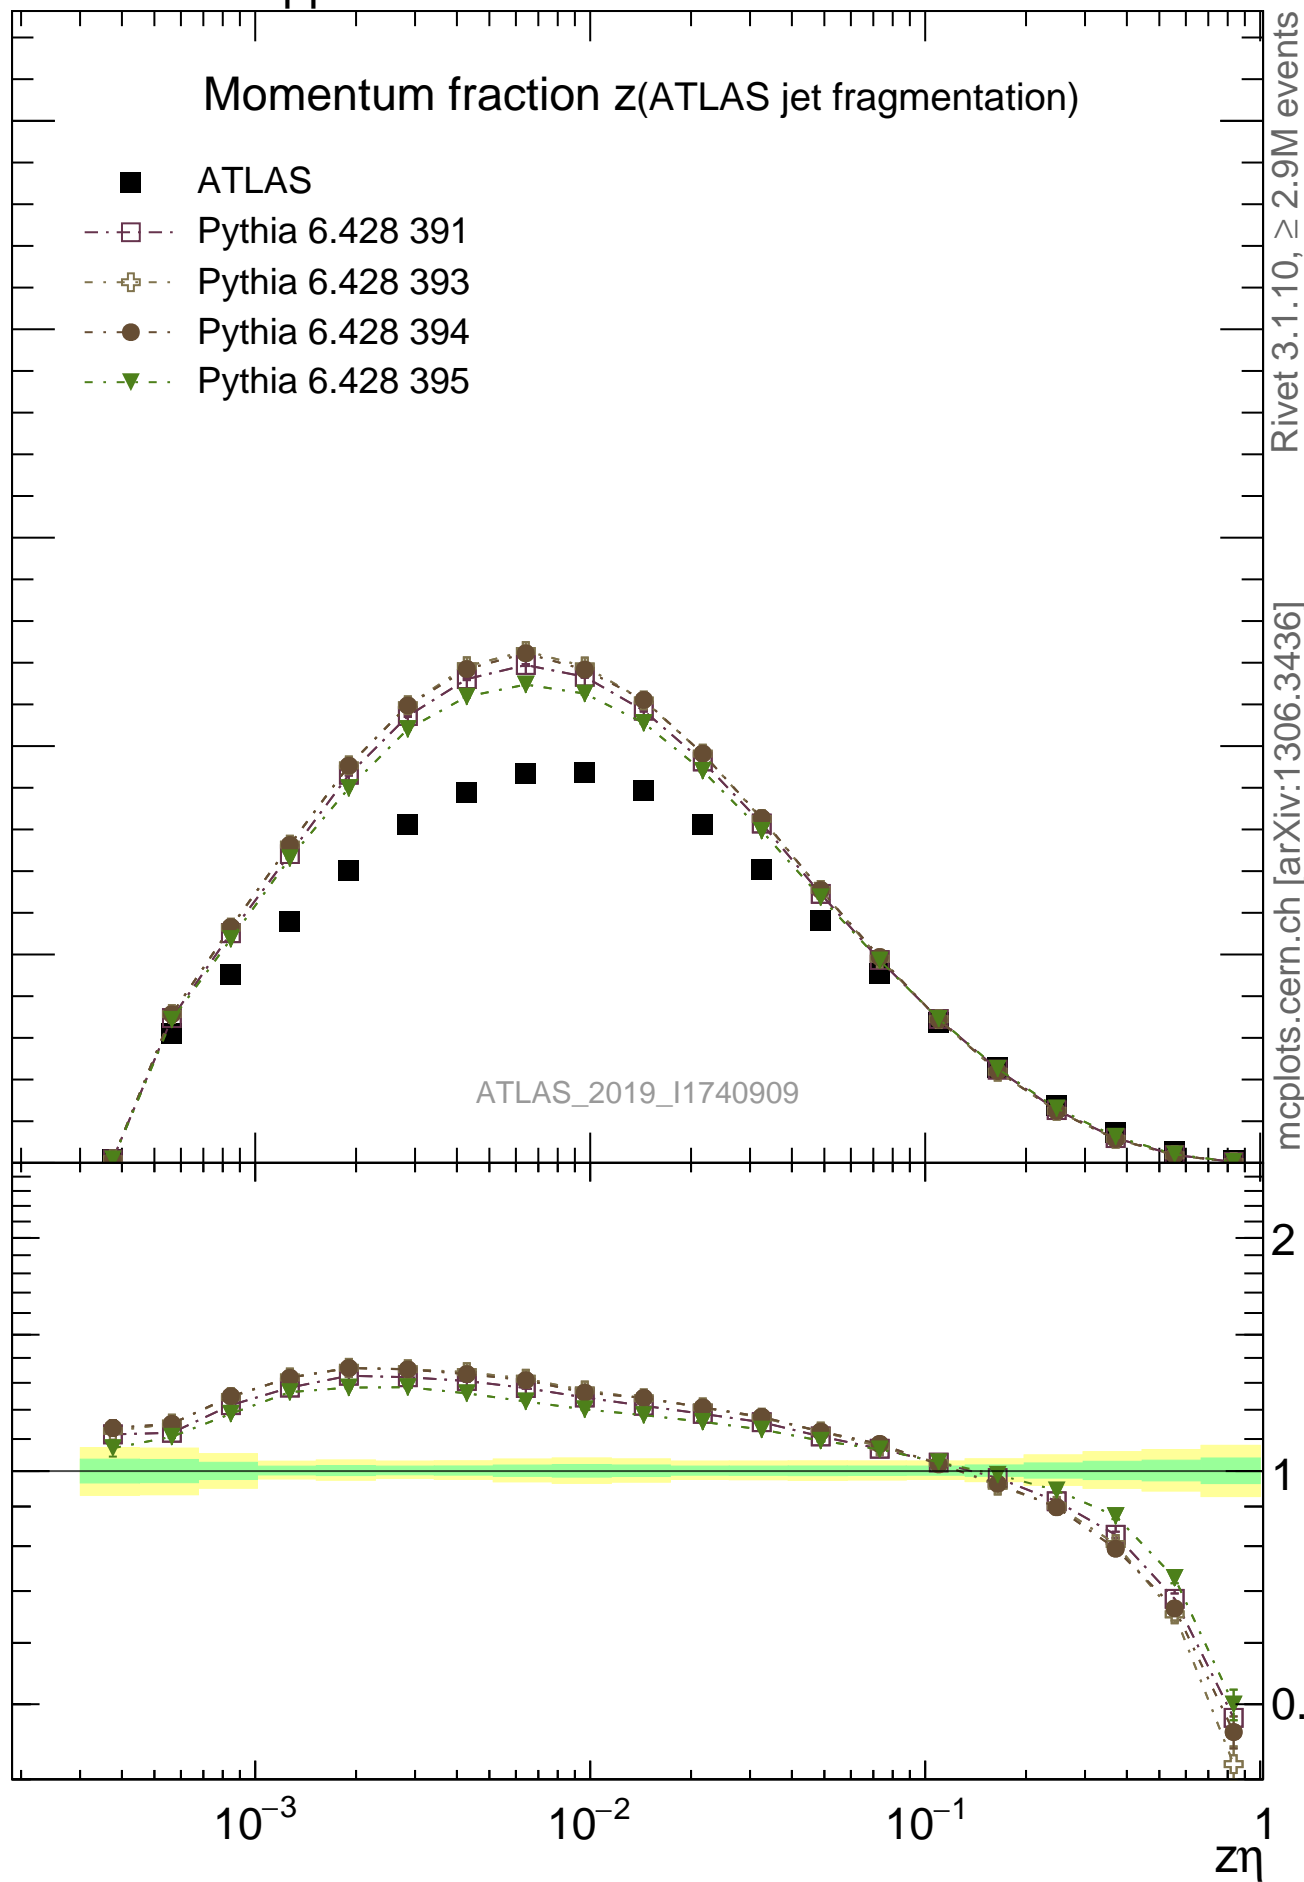 pp
Momentum fraction z(ATLAS jet fragmentation)
ATLAS
Pythia 6.428 391
Pythia 6.428 393
Pythia 6.428 394
Pythia 6.428 395
ATLAS_2019_I1740909
Rivet 3.1.10, ≥ 2.9M events
mcplots.cern.ch [arXiv:1306.3436]
2
1
0.
10⁻³
10⁻²
10⁻¹
1
zη